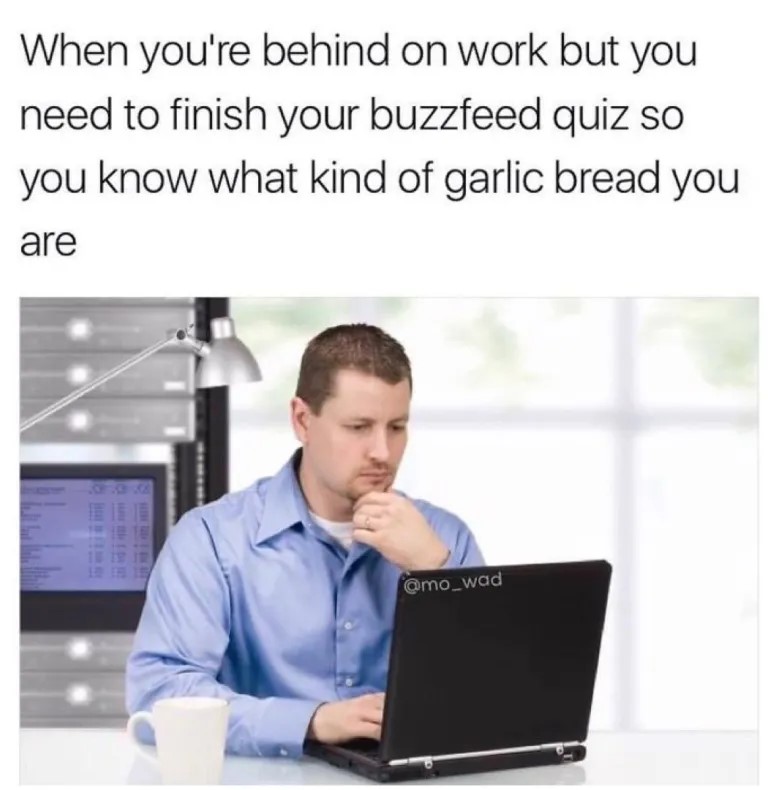 When you're behind on work but you
need to finish your buzzfeed quiz so
you know what kind of garlic bread you
are
@mo_wad